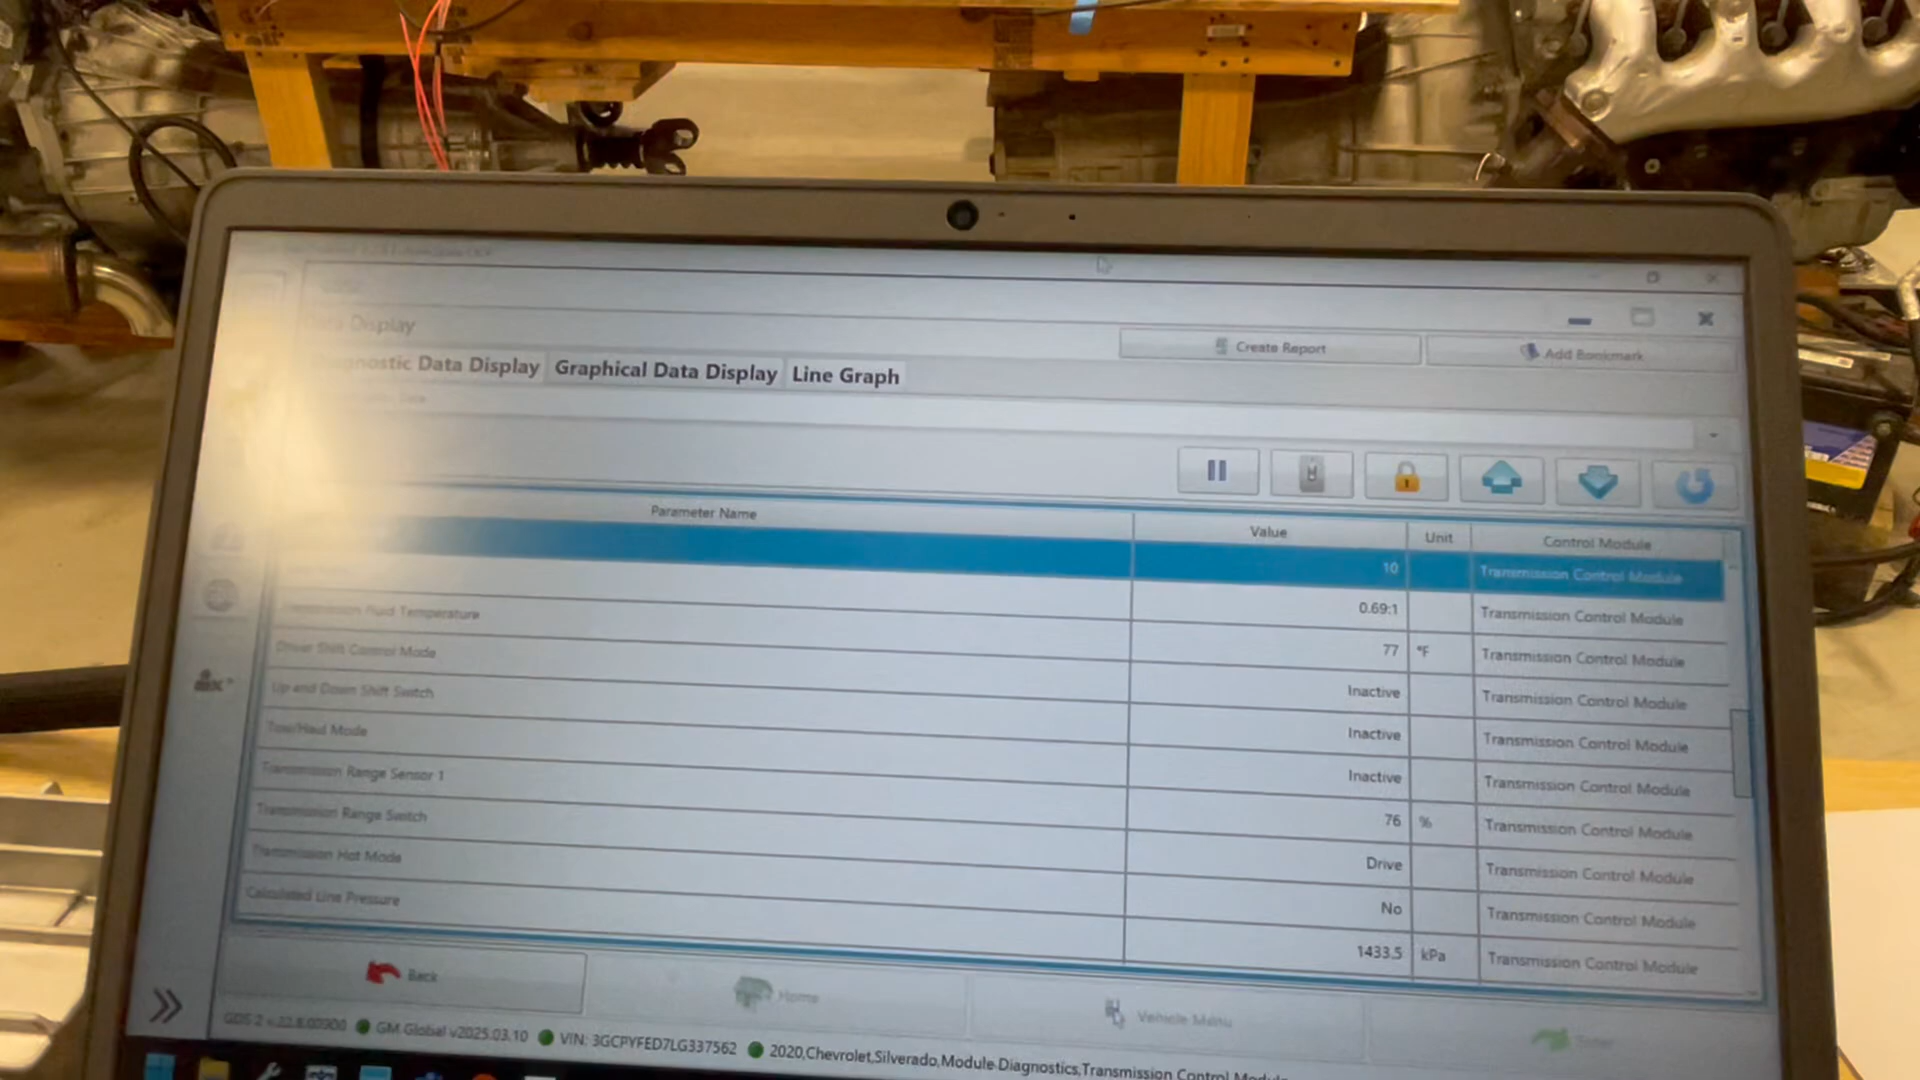 Data Display
Create Report
Add Bookmark
Diagnostic Data Display
Graphical Data Display
Line Graph
Parameter Name Value Unit Control Module
10 Transmission Control Module
0.69:1 Transmission Control Module
Transmission Fluid Temperature 77 °F Transmission Control Module
Driver Shift Control Mode Inactive Transmission Control Module
Up and Down Shift Switch Inactive Transmission Control Module
Tow/Haul Mode Inactive Transmission Control Module
Transmission Range Sensor 1 76 % Transmission Control Module
Transmission Range Switch Drive Transmission Control Module
Transmission Hot Mode No Transmission Control Module
Calculated Line Pressure 1433.5 kPa Transmission Control Module
Back
Home
Vehicle Menu
GDS 2 GM Global v2025.03.10 VIN: 3GCPYFED7LG337562 2020,Chevrolet,Silverado,Module Diagnostics,Transmission Control Module